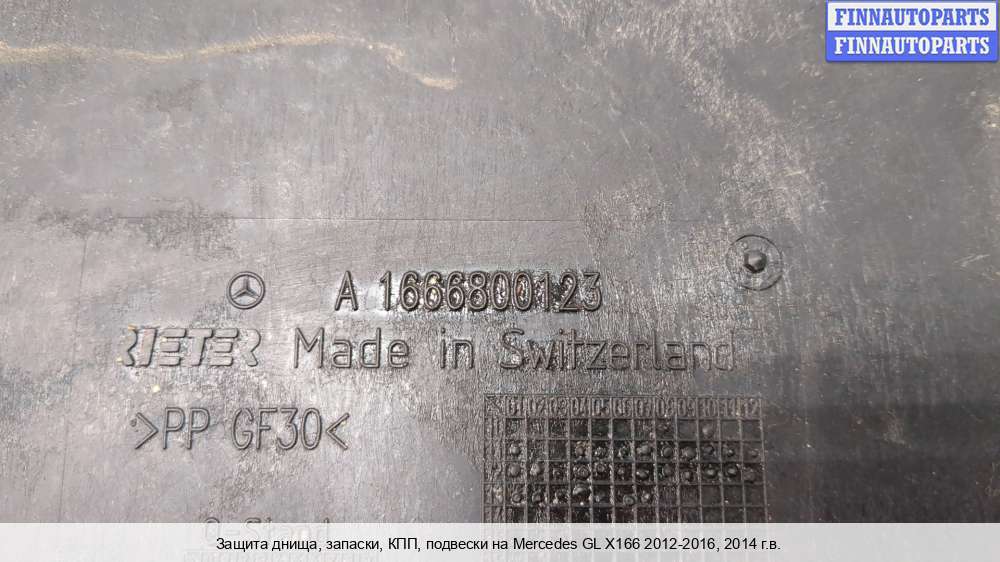 FINNAUTOPARTS
FINNAUTOPARTS
A 1666800123
RIETER Made in Switzerland
>PP GF30<
Защита днища, запаски, КПП, подвески на Mercedes GL X166 2012-2016, 2014 г.в.